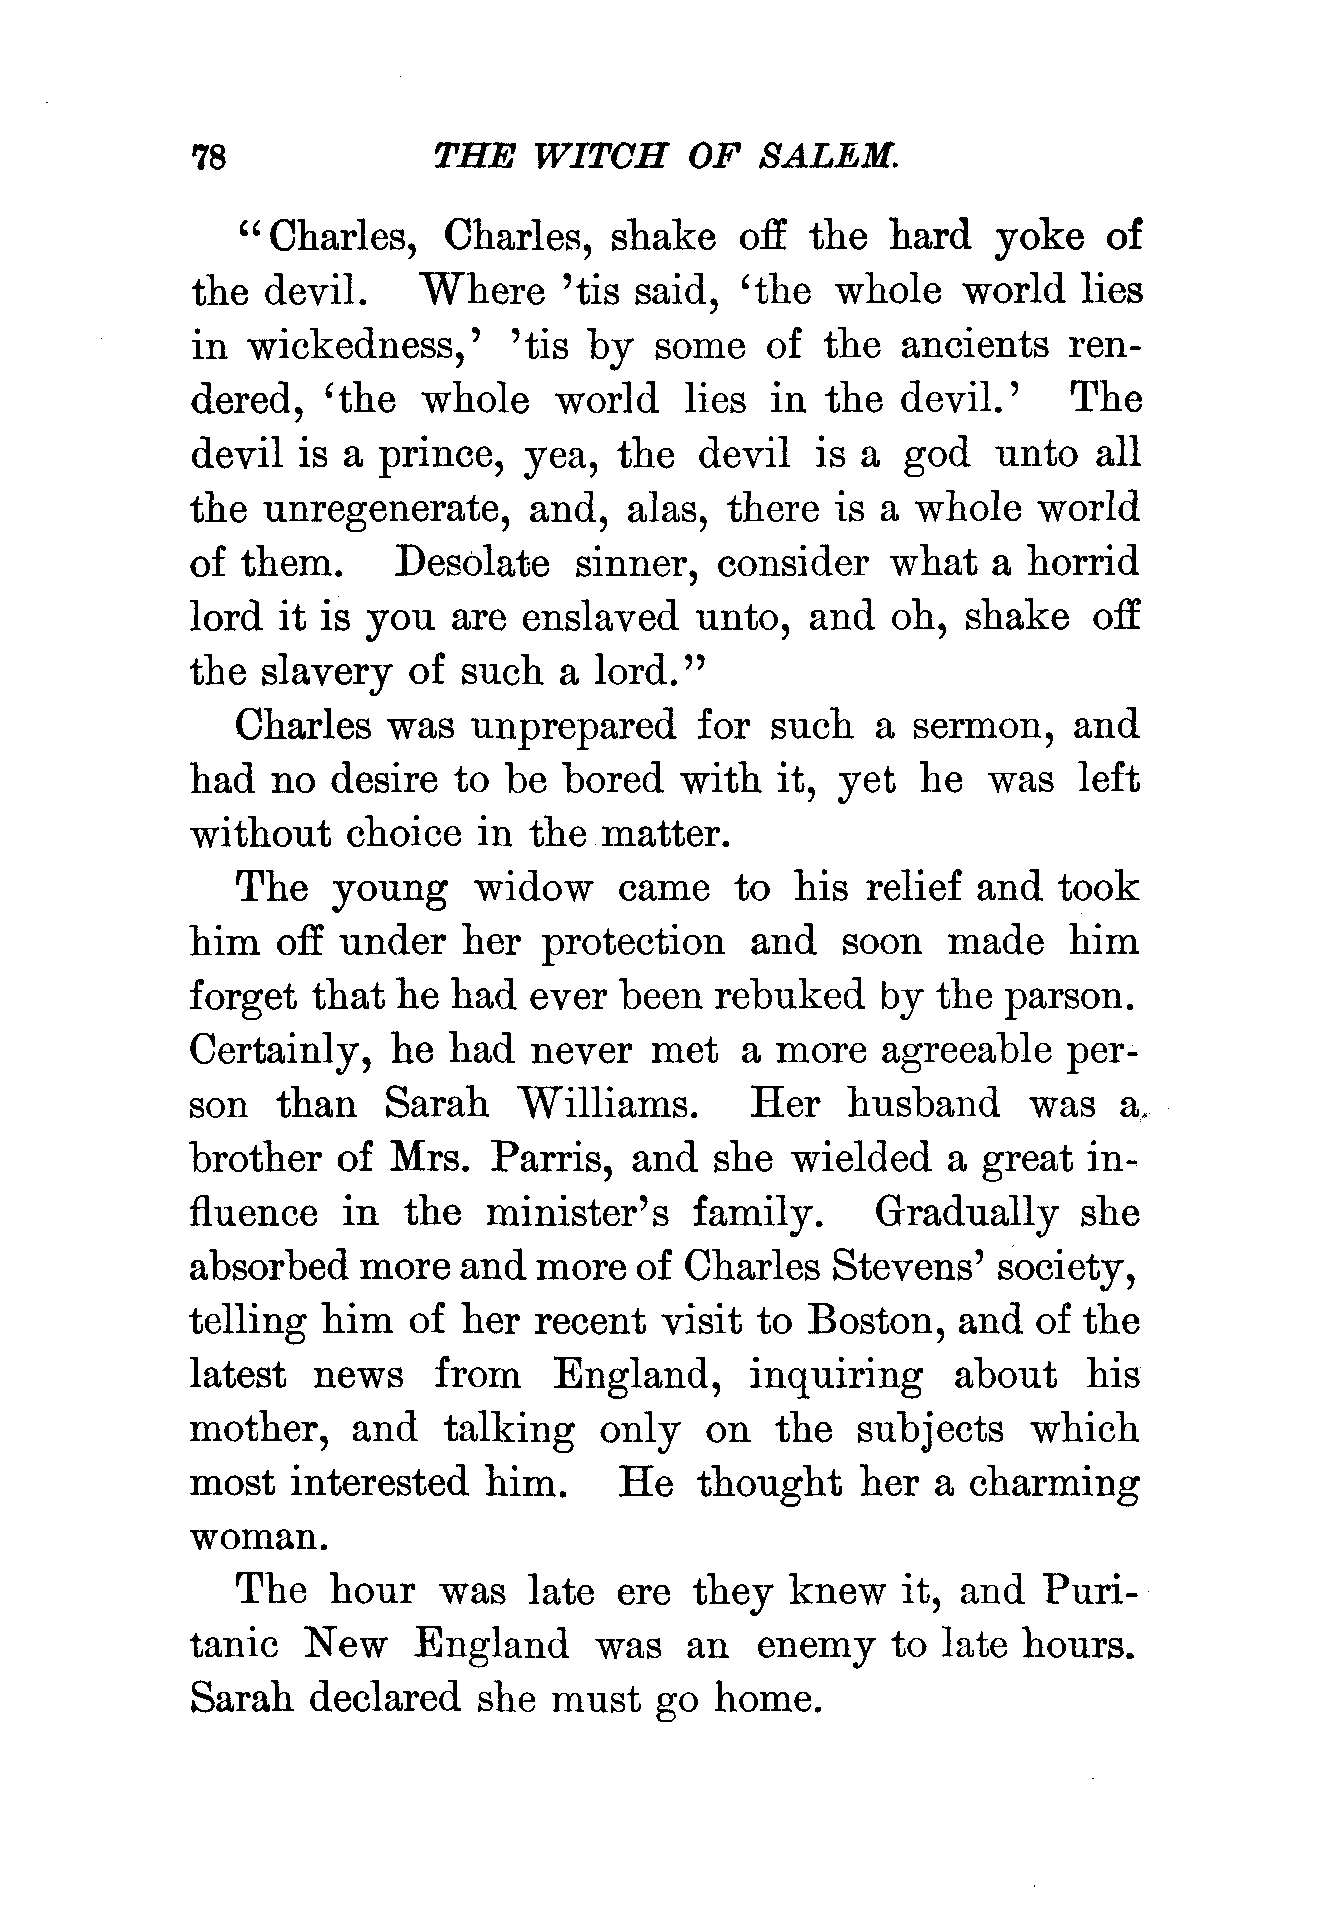 78 THE WITCH OF SALEM.
“Charles, Charles, shake off the hard yoke of
the devil. Where ’tis said, ‘the whole world lies
in wickedness,’ ’tis by some of the ancients ren-
dered, ‘the whole world lies in the devil.’ The
devil is a prince, yea, the devil is a god unto all
the unregenerate, and, alas, there is a whole world
of them. Desolate sinner, consider what a horrid
lord it is you are enslaved unto, and oh, shake off
the slavery of such a lord.”
Charles was unprepared for such a sermon, and
had no desire to be bored with it, yet he was left
without choice in the matter.
The young widow came to his relief and took
him off under her protection and soon made him
forget that he had ever been rebuked by the parson.
Certainly, he had never met a more agreeable per-
son than Sarah Williams. Her husband was a
brother of Mrs. Parris, and she wielded a great in-
fluence in the minister’s family. Gradually she
absorbed more and more of Charles Stevens’ society,
telling him of her recent visit to Boston, and of the
latest news from England, inquiring about his
mother, and talking only on the subjects which
most interested him. He thought her a charming
woman.
The hour was late ere they knew it, and Puri-
tanic New England was an enemy to late hours.
Sarah declared she must go home.